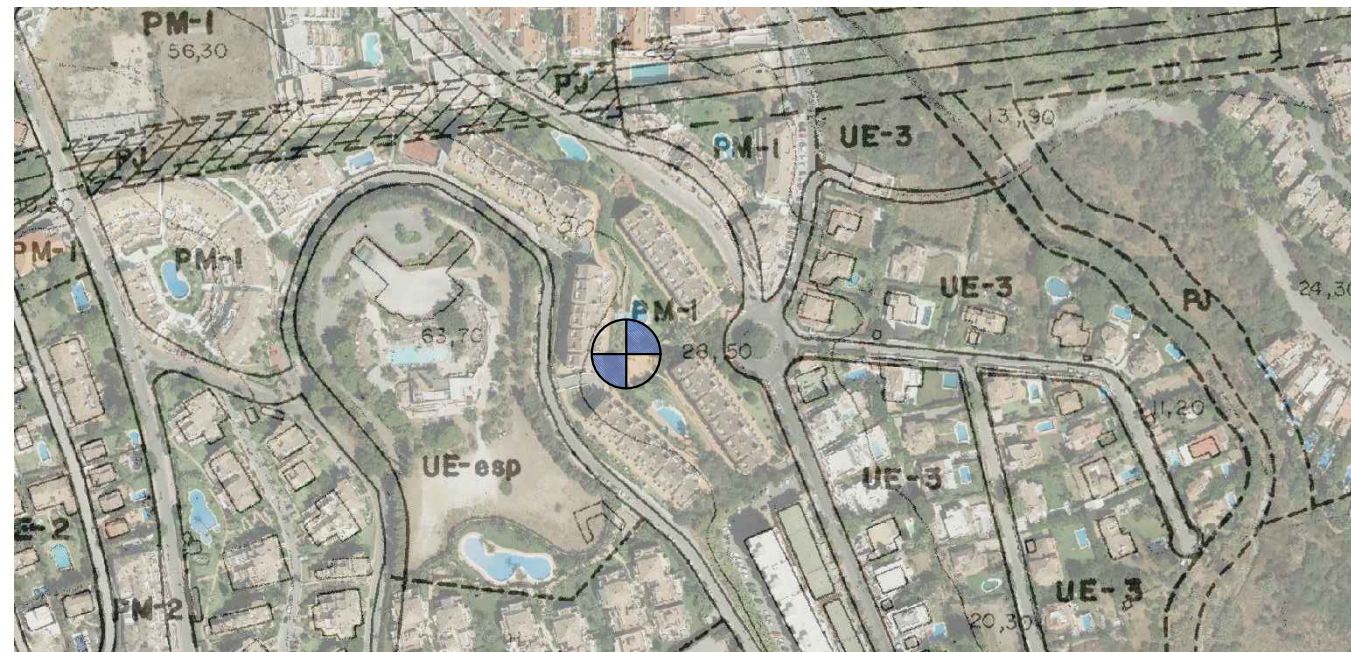 PM-1
56,30
PJ
13,90
UE-3
PM-1
PJ
30
PM-1
PM-1
UE-3
24,30
PJ
PM-1
63,70
28,50
11,20
UE-esp
UE-3
E-2
PM-2
UE-3
20,30